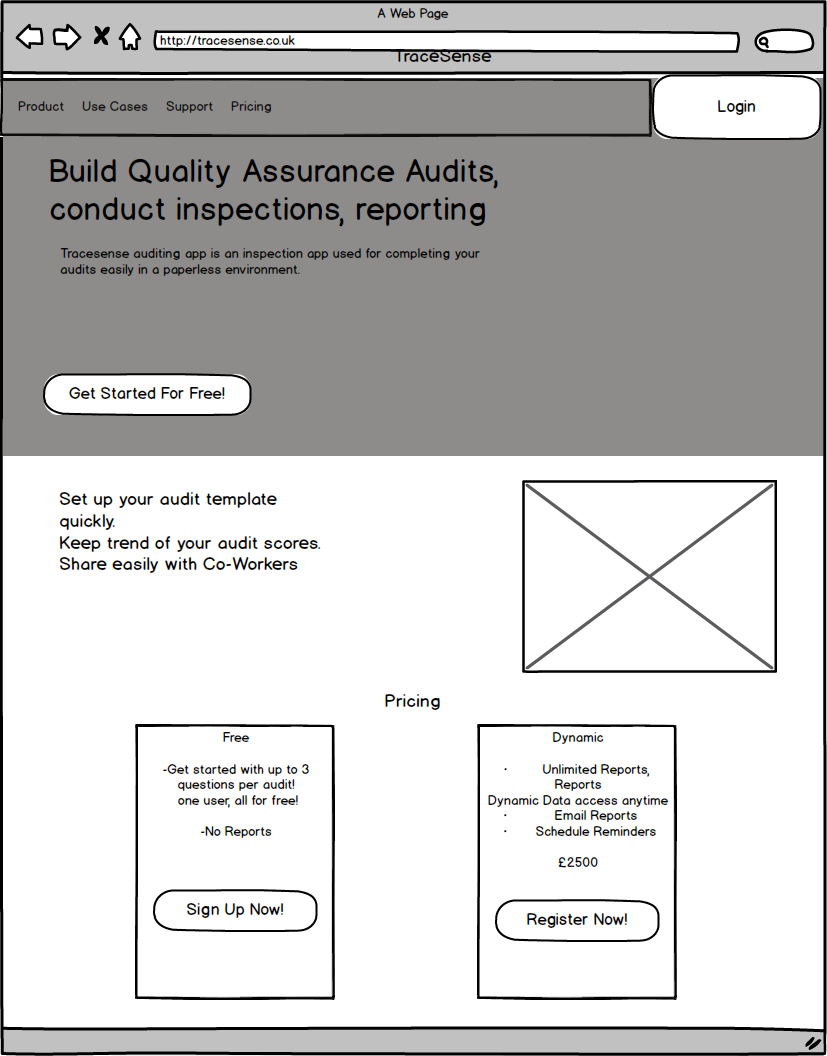 A Web Page
http://tracesense.co.uk
TraceSense
Product Use Cases Support Pricing
Login
Build Quality Assurance Audits,
conduct inspections, reporting
Tracesense auditing app is an inspection app used for completing your
audits easily in a paperless environment.
Get Started For Free!
Set up your audit template
quickly.
Keep trend of your audit scores.
Share easily with Co-Workers
Pricing
Free
-Get started with up to 3
questions per audit!
one user, all for free!
-No Reports
Sign Up Now!
Dynamic
· Unlimited Reports,
Reports
Dynamic Data access anytime
· Email Reports
· Schedule Reminders
£2500
Register Now!